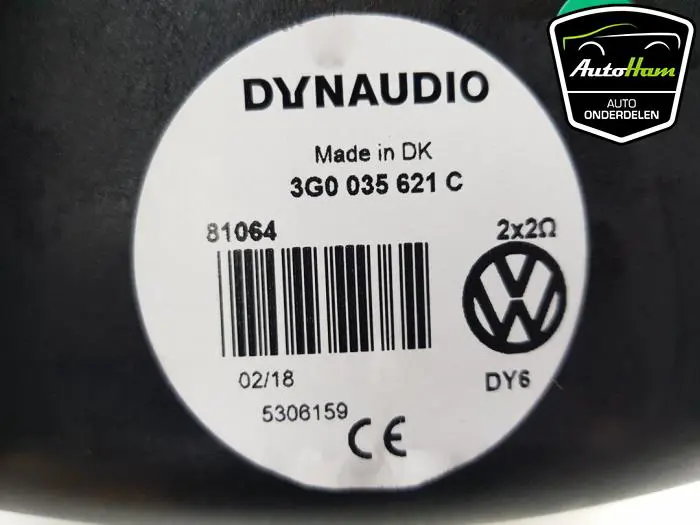 DYNAUDIO
Made in DK
3G0 035 621 C
81064
2x2Ω
02/18
DY6
5306159
CE
AutoHam
AUTO
ONDERDELEN